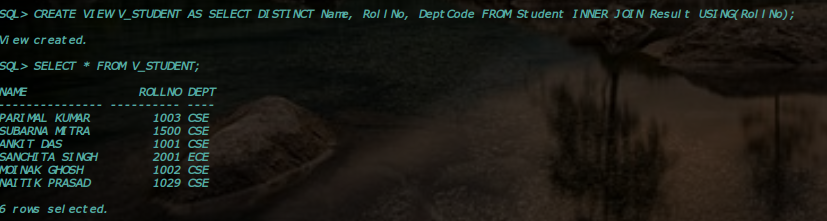 SQL> CREATE VIEW V_STUDENT AS SELECT DISTINCT Name, RollNo, DeptCode FROM Student INNER JOIN Result USING(RollNo);
View created.
SQL> SELECT * FROM V_STUDENT;
NAME ROLLNO DEPT
--------------- ---------- ----
PARIMAL KUMAR 1003 CSE
SUBARNA MITRA 1500 CSE
ANKIT DAS 1001 CSE
SANCHITA SINGH 2001 ECE
MOINAK GHOSH 1002 CSE
NAITIK PRASAD 1029 CSE
6 rows selected.